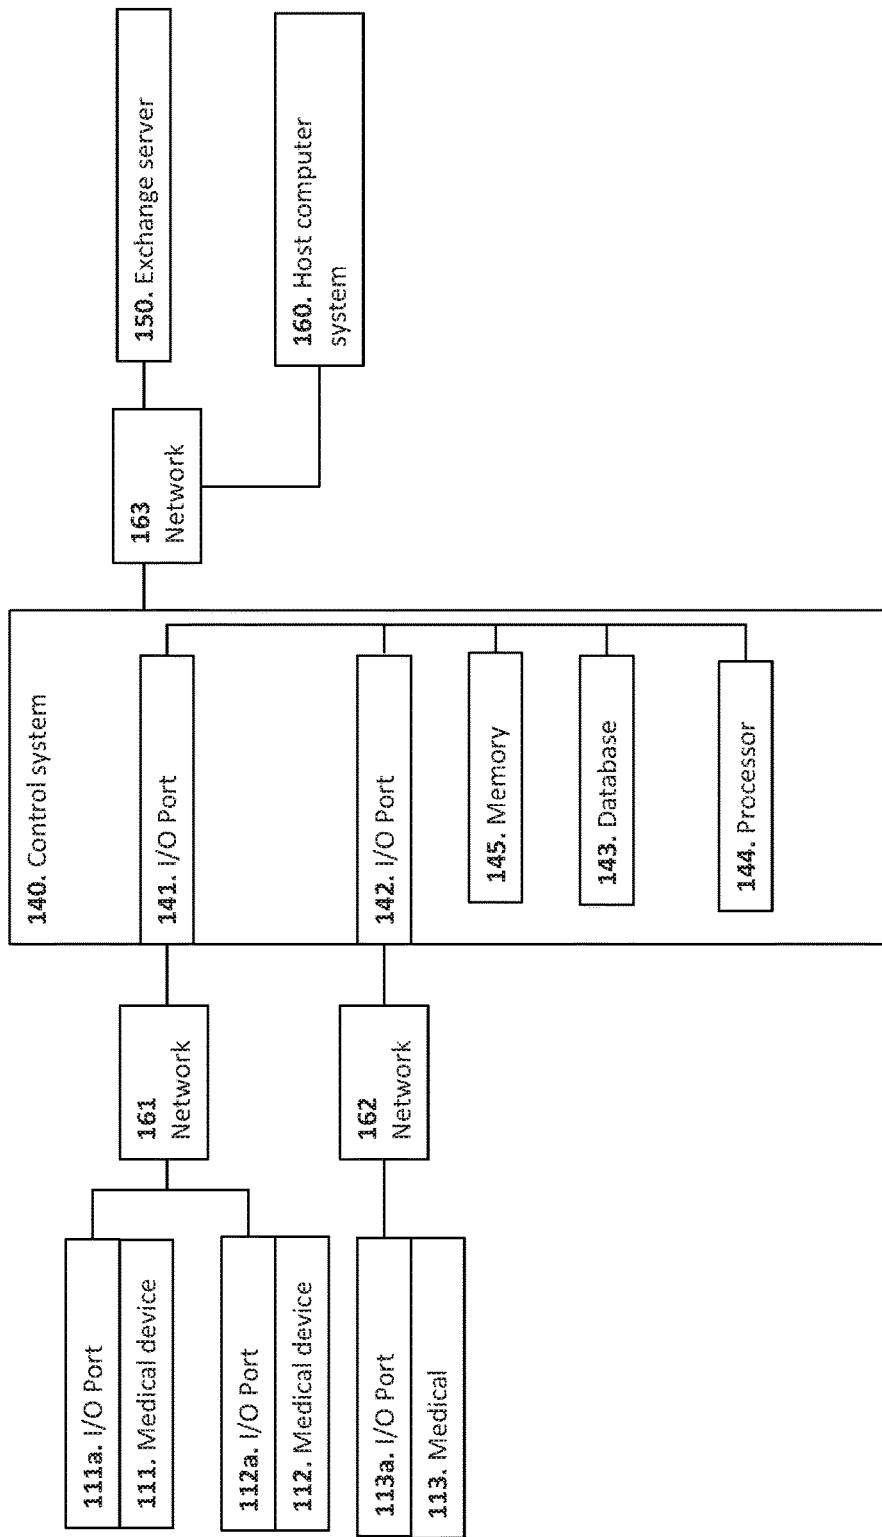 111a. I/O Port
111. Medical device
112a. I/O Port
112. Medical device
113a. I/O Port
113. Medical
161
Network
162
Network
140. Control system
141. I/O Port
142. I/O Port
145. Memory
143. Database
144. Processor
163
Network
150. Exchange server
160. Host computer
system